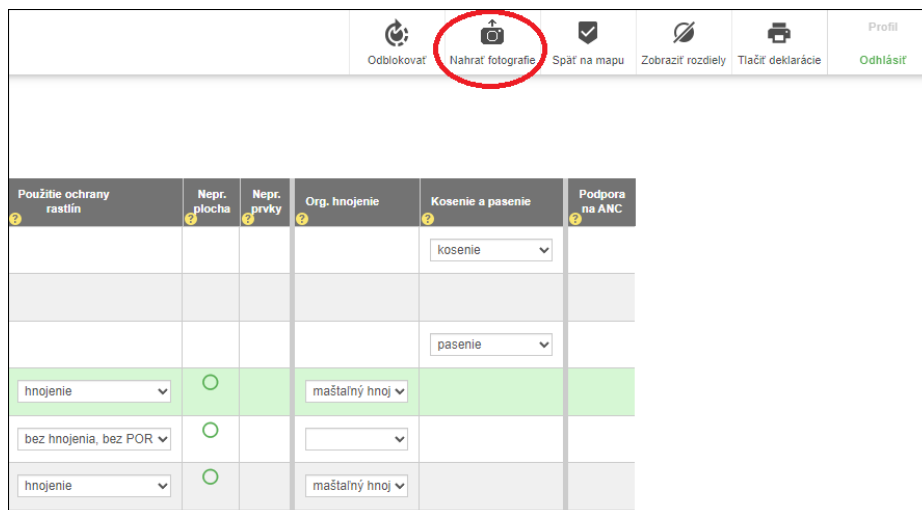 Odblokovať Nahrať fotografie Späť na mapu Zobraziť rozdiely Tlačiť deklarácie Profil
Odhlásiť
Použitie ochrany
rastlín
Nepr.
plocha
Nepr.
prvky
Org. hnojenie
Kosenie a pasenie
Podpora
na ANC
kosenie
pasenie
hnojenie maštaľný hnoj
bez hnojenia, bez POR
hnojenie maštaľný hnoj